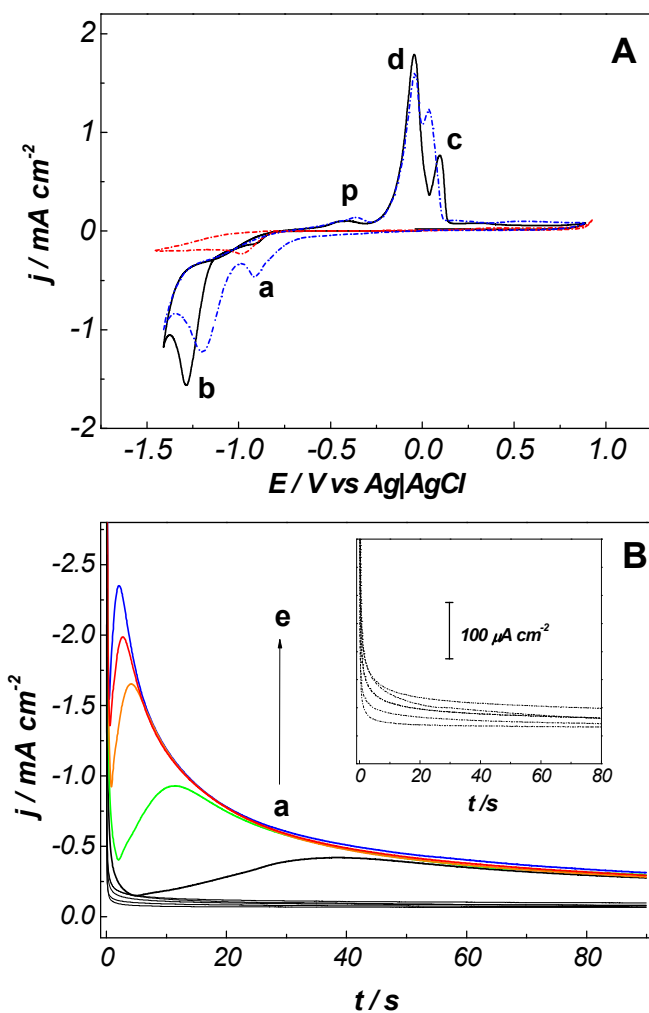 A
2
d
1
c
p
0
a
-1
b
-2
j / mA cm-2
-1.5 -1.0 -0.5 0.0 0.5 1.0
E / V vs Ag|AgCl
B
-2.5
e
-2.0
100 μA cm-2
-1.5
0 20 40 60 80
t /s
-1.0
a
-0.5
0.0
j / mA cm-2
0 20 40 60 80
t / s